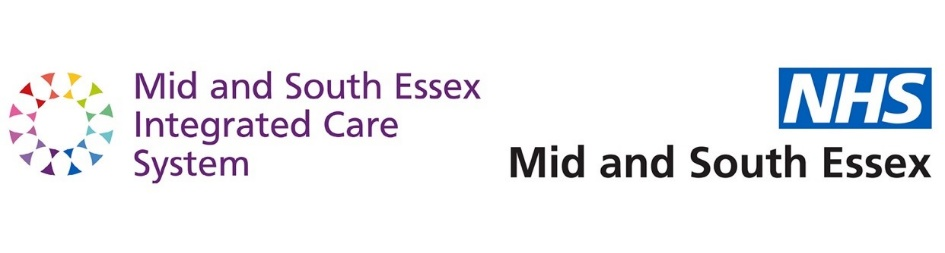 Mid and South Essex
Integrated Care
System
NHS
Mid and South Essex